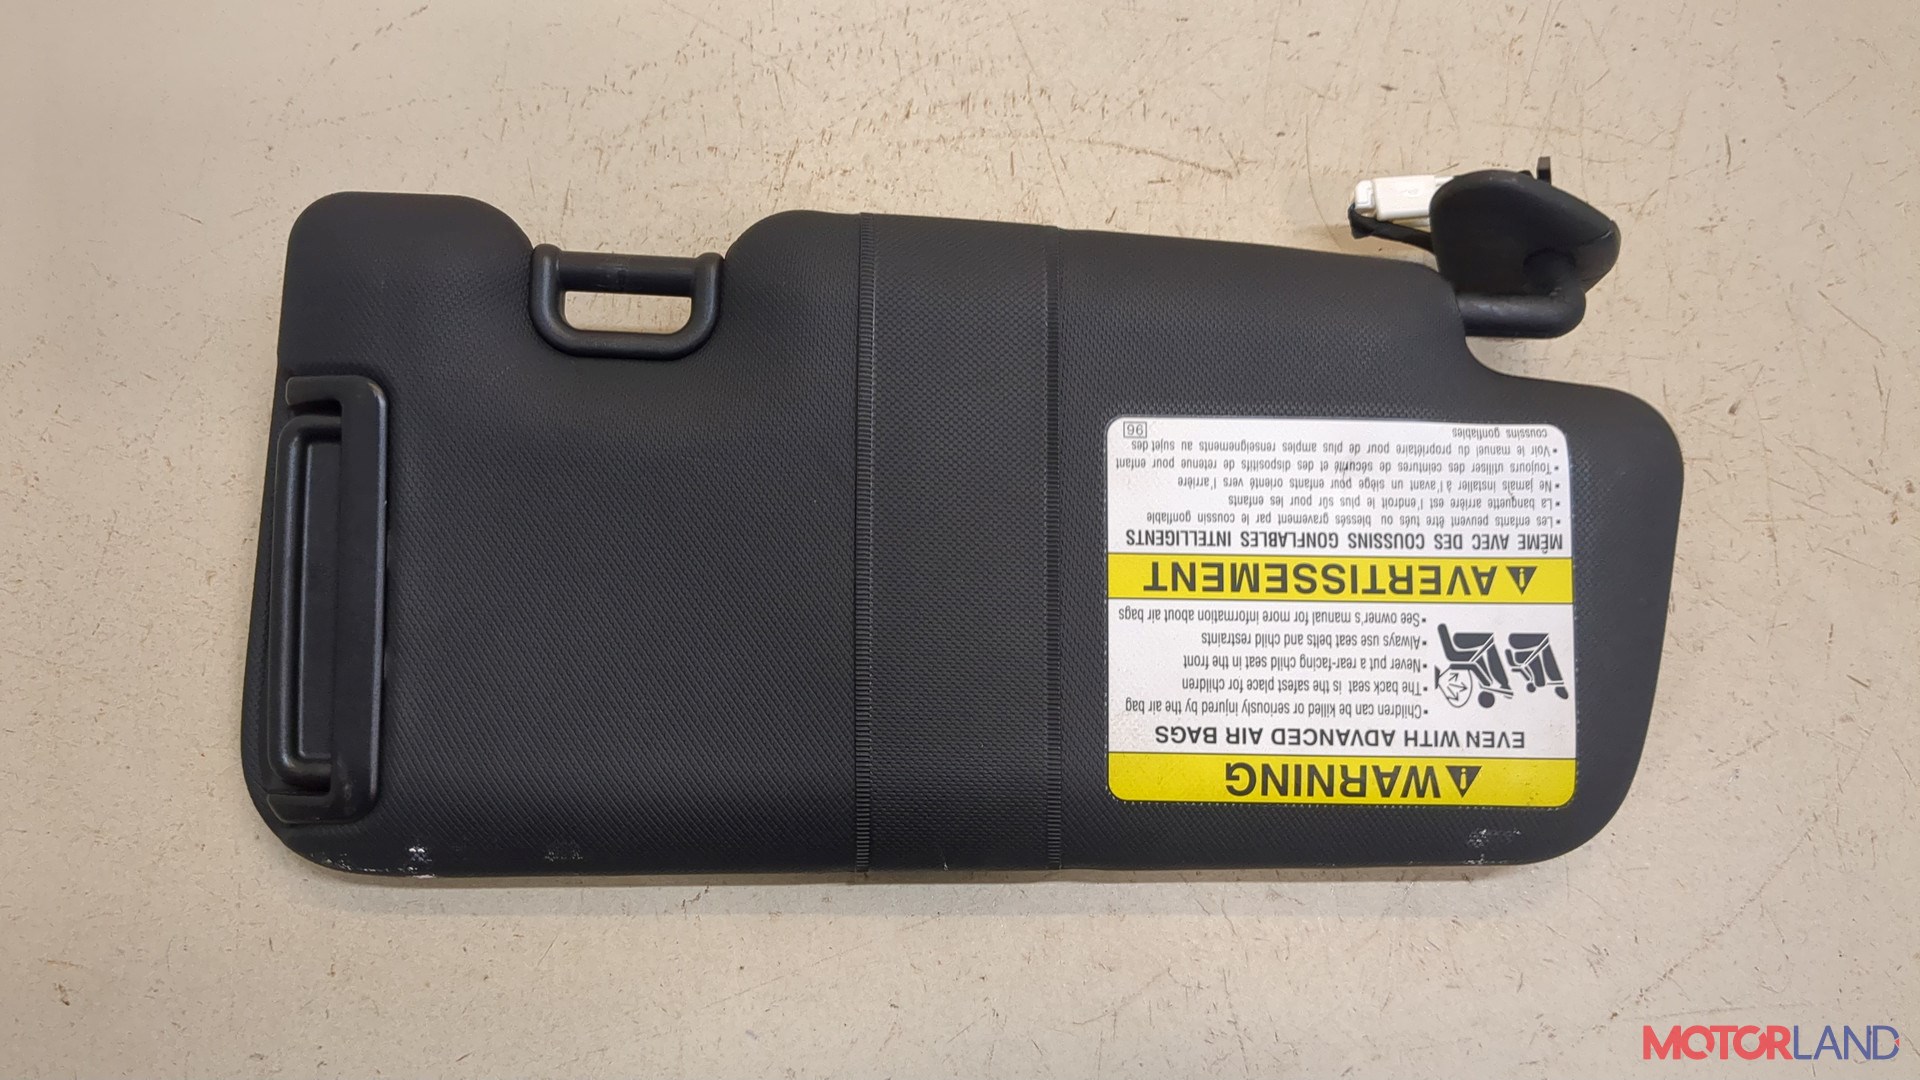 WARNING
EVEN WITH ADVANCED AIR BAGS
•Children can be killed or seriously injured by the air bag
•The back seat is the safest place for children
•Never put a rear-facing child seat in the front
•Always use seat belts and child restraints
•See owner's manual for more information about air bags
AVERTISSEMENT
MÊME AVEC DES COUSSINS GONFLABLES INTELLIGENTS
•Les enfants peuvent être tués ou blessés gravement par le coussin gonflable
•La banquette arrière est l'endroit le plus sûr pour les enfants
•Ne jamais installer à l'avant un siège pour enfants orienté vers l'arrière
•Toujours utiliser des ceintures de sécurité et des dispositifs de retenue pour enfant
•Voir le manuel du propriétaire pour de plus amples renseignements au sujet des
coussins gonflables
96
MOTORLAND